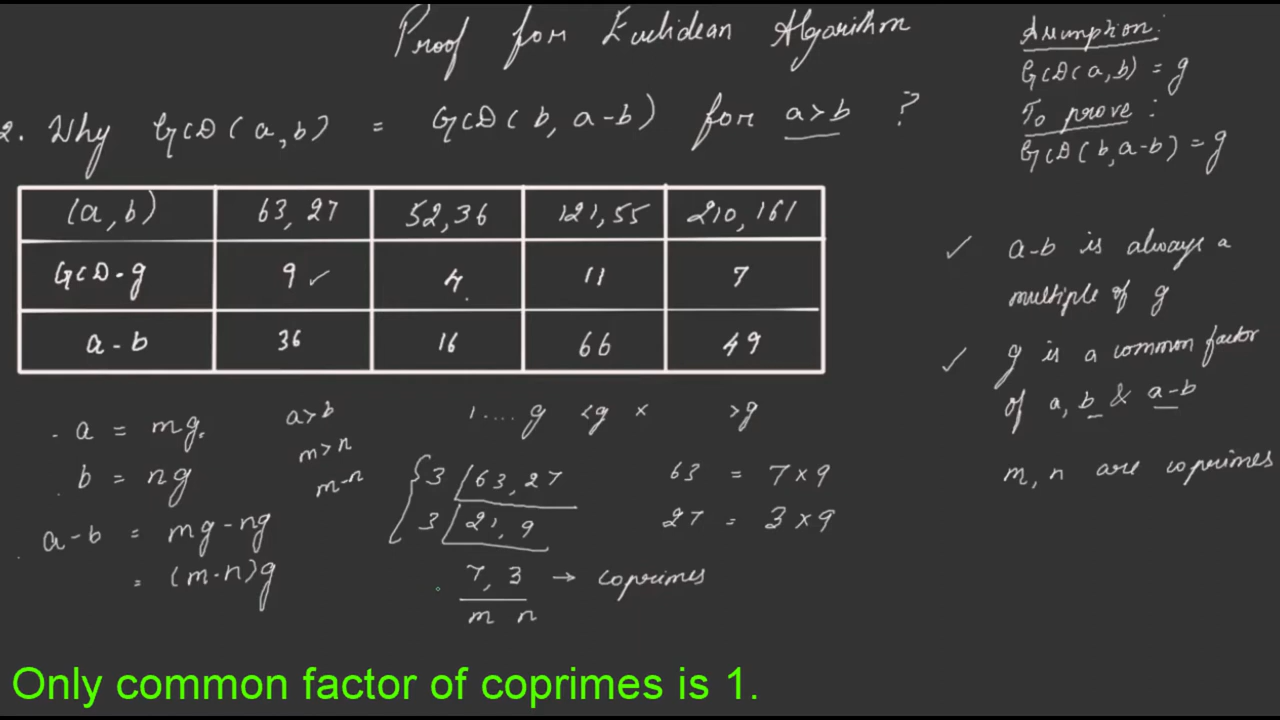 Proof for Euclidean Algorithm
2. Why GCD(a,b) = GCD(b, a-b) for a>b ?
(a, b) 63, 27 52, 36 121, 55 210, 161
GCD - g 9 ✓ 4 11 7
a - b 36 16 66 49
a = mg
b = ng
a-b = mg-ng
= (m-n)g
a>b
m>n
m-n
1 .... g <g × >g
3 63, 27
3 21, 9
7, 3 → coprimes
m n
63 = 7 × 9
27 = 3 × 9
Assumption:
GCD(a,b) = g
To prove :
GCD(b,a-b) = g
✓ a-b is always a
multiple of g
✓ g is a common factor
of a, b & a-b
m, n are coprimes
Only common factor of coprimes is 1.